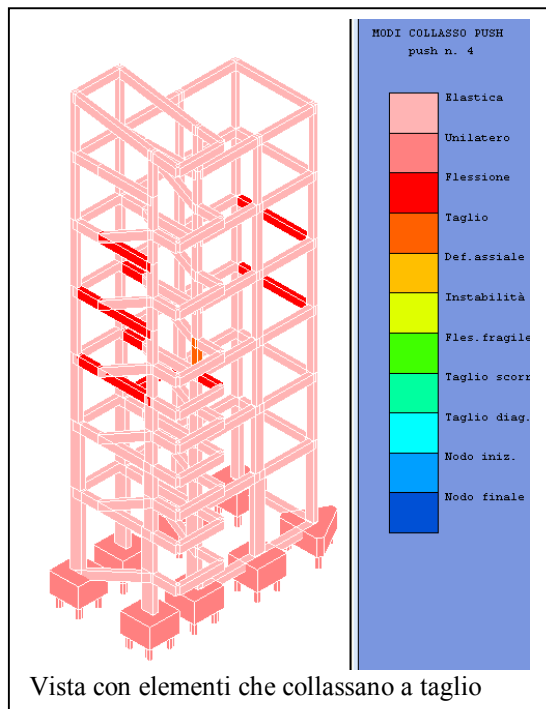 MODI COLLASSO PUSH
push n. 4
Elastica
Unilatero
Flessione
Taglio
Def.assiale
Instabilità
Fles.fragile
Taglio scorr
Taglio diag.
Nodo iniz.
Nodo finale
Vista con elementi che collassano a taglio